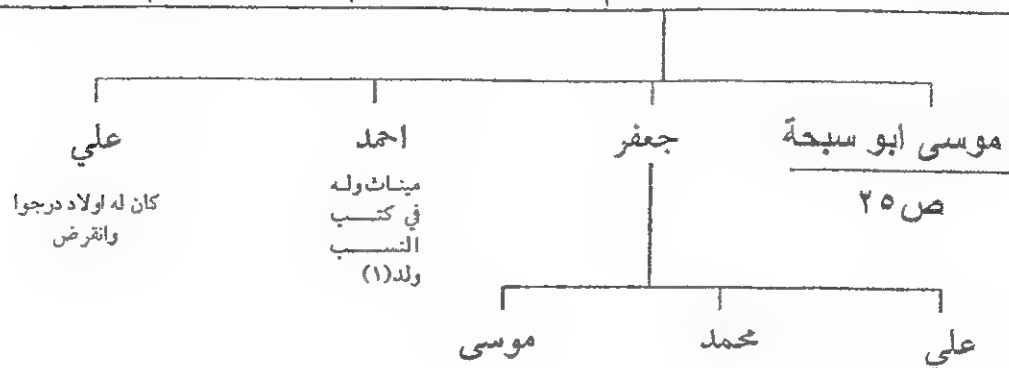 موسى ابو سبحة
ص ٢٥
جعفر
احمد
ميناث وله
في كتب
النسب
ولد (١)
علي
كان له اولاد درجوا
وانقرض
علي
محمد
موسى